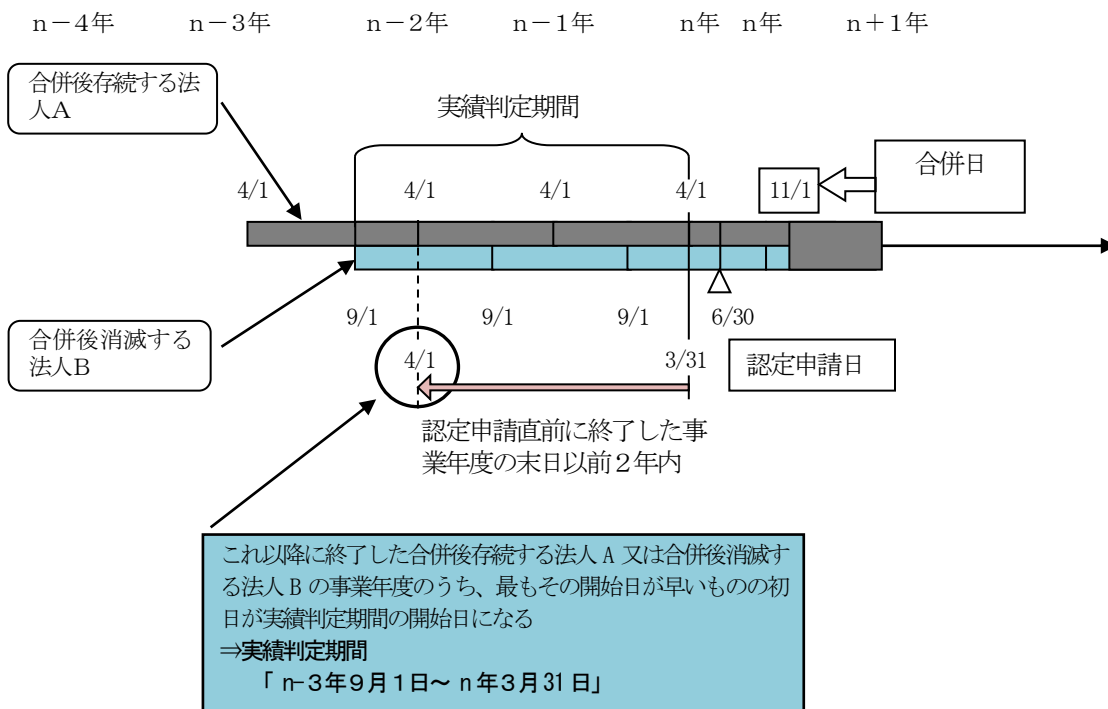 n－4年 n－3年 n－2年 n－1年 n年 n年 n＋1年
合併後存続する法
人A
実績判定期間
合併日
4/1 4/1 4/1 4/1 11/1
9/1 9/1 9/1 6/30
合併後消滅する
法人B
4/1 3/31 認定申請日
認定申請直前に終了した事
業年度の末日以前２年内
これ以降に終了した合併後存続する法人 A 又は合併後消滅す
る法人 B の事業年度のうち、最もその開始日が早いものの初
日が実績判定期間の開始日になる
⇒実績判定期間
「 n-３年９月１日～ n 年３月 31 日」